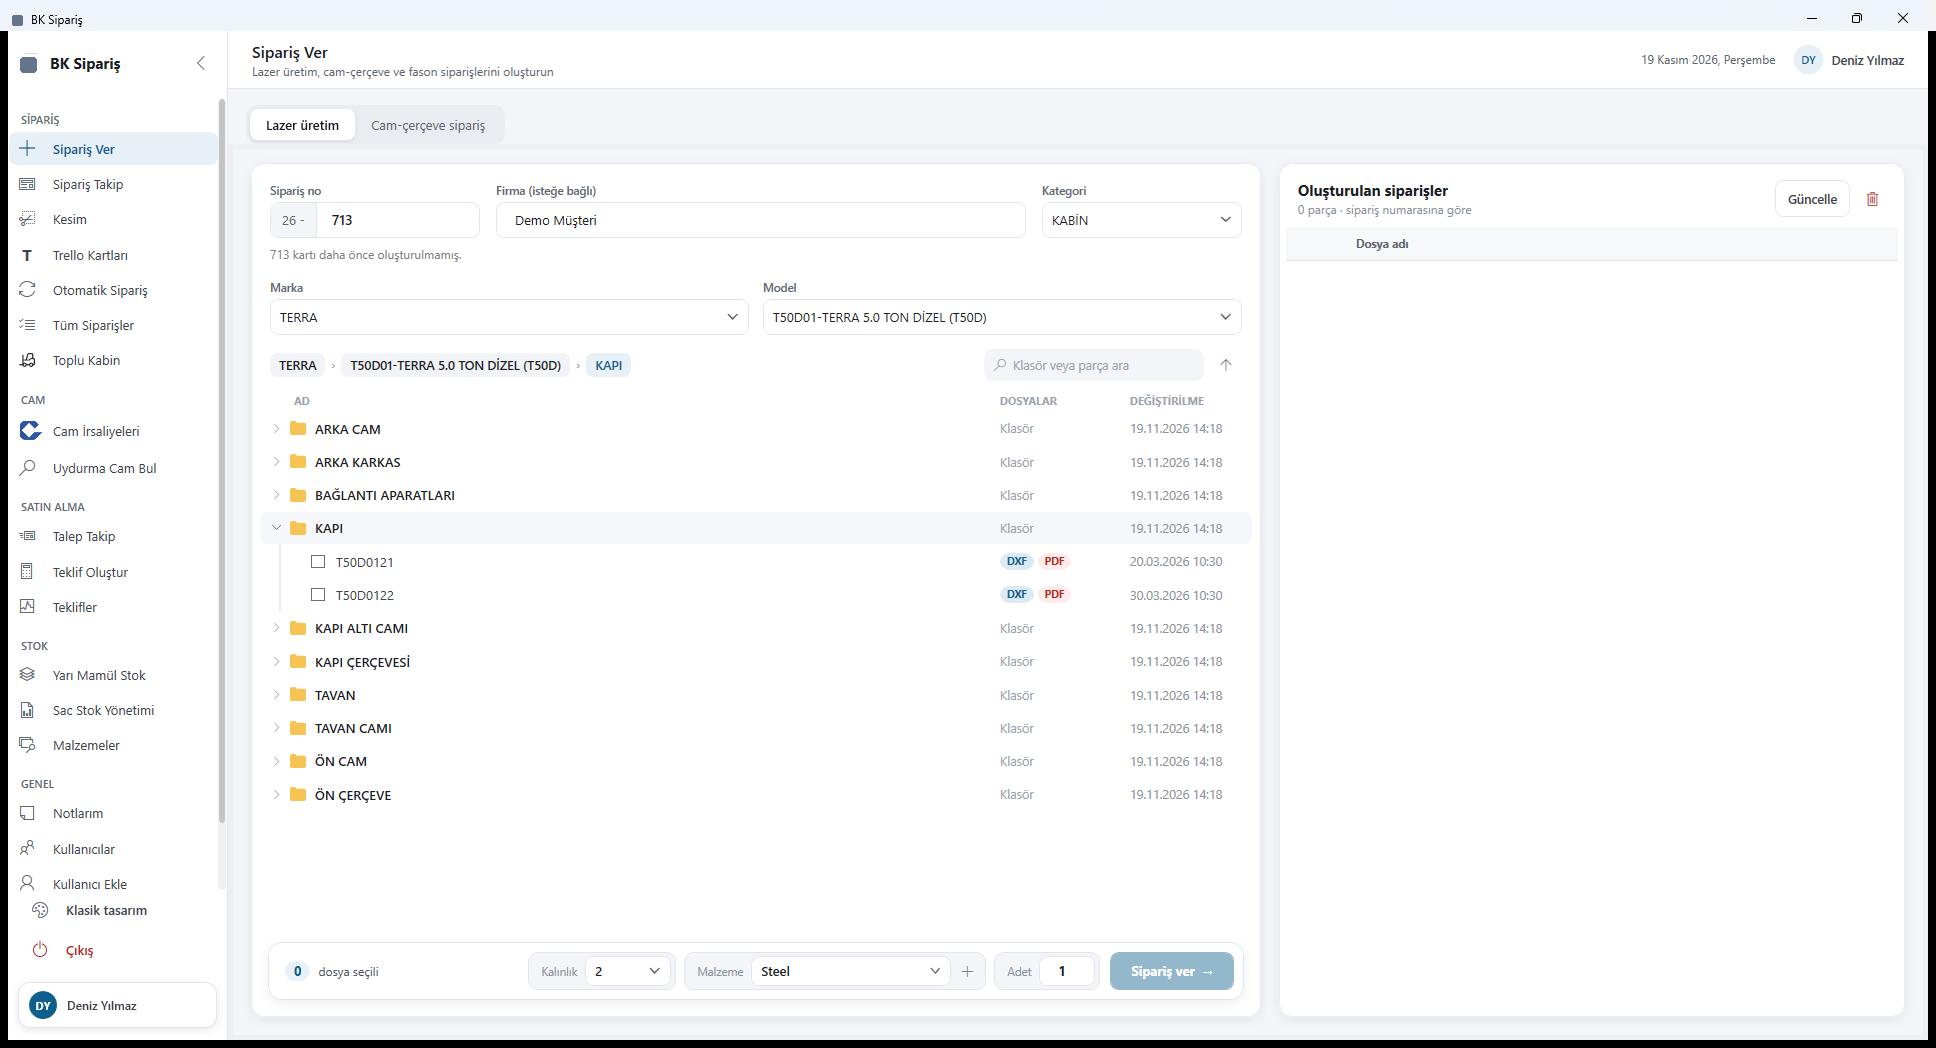 BK Sipariş
BK Sipariş
SİPARİŞ
Sipariş Ver
Sipariş Takip
Kesim
Trello Kartları
Otomatik Sipariş
Tüm Siparişler
Toplu Kabin
CAM
Cam İrsaliyeleri
Uydurma Cam Bul
SATIN ALMA
Talep Takip
Teklif Oluştur
Teklifler
STOK
Yarı Mamül Stok
Sac Stok Yönetimi
Malzemeler
GENEL
Notlarım
Kullanıcılar
Kullanıcı Ekle
Klasik tasarım
Çıkış
DY Deniz Yılmaz
Sipariş Ver
Lazer üretim, cam-çerçeve ve fason siparişlerini oluşturun
19 Kasım 2026, Perşembe DY Deniz Yılmaz
Lazer üretim Cam-çerçeve sipariş
Sipariş no Firma (isteğe bağlı) Kategori
26 - 713 Demo Müşteri KABİN
713 kartı daha önce oluşturulmamış.
Marka Model
TERRA T50D01-TERRA 5.0 TON DİZEL (T50D)
TERRA › T50D01-TERRA 5.0 TON DİZEL (T50D) › KAPI Klasör veya parça ara
AD DOSYALAR DEĞİŞTİRİLME
ARKA CAM Klasör 19.11.2026 14:18
ARKA KARKAS Klasör 19.11.2026 14:18
BAĞLANTI APARATLARI Klasör 19.11.2026 14:18
KAPI Klasör 19.11.2026 14:18
T50D0121 DXF PDF 20.03.2026 10:30
T50D0122 DXF PDF 30.03.2026 10:30
KAPI ALTI CAMI Klasör 19.11.2026 14:18
KAPI ÇERÇEVESİ Klasör 19.11.2026 14:18
TAVAN Klasör 19.11.2026 14:18
TAVAN CAMI Klasör 19.11.2026 14:18
ÖN CAM Klasör 19.11.2026 14:18
ÖN ÇERÇEVE Klasör 19.11.2026 14:18
0 dosya seçili Kalınlık 2 Malzeme Steel + Adet 1 Sipariş ver →
Oluşturulan siparişler
0 parça · sipariş numarasına göre
Güncelle
Dosya adı